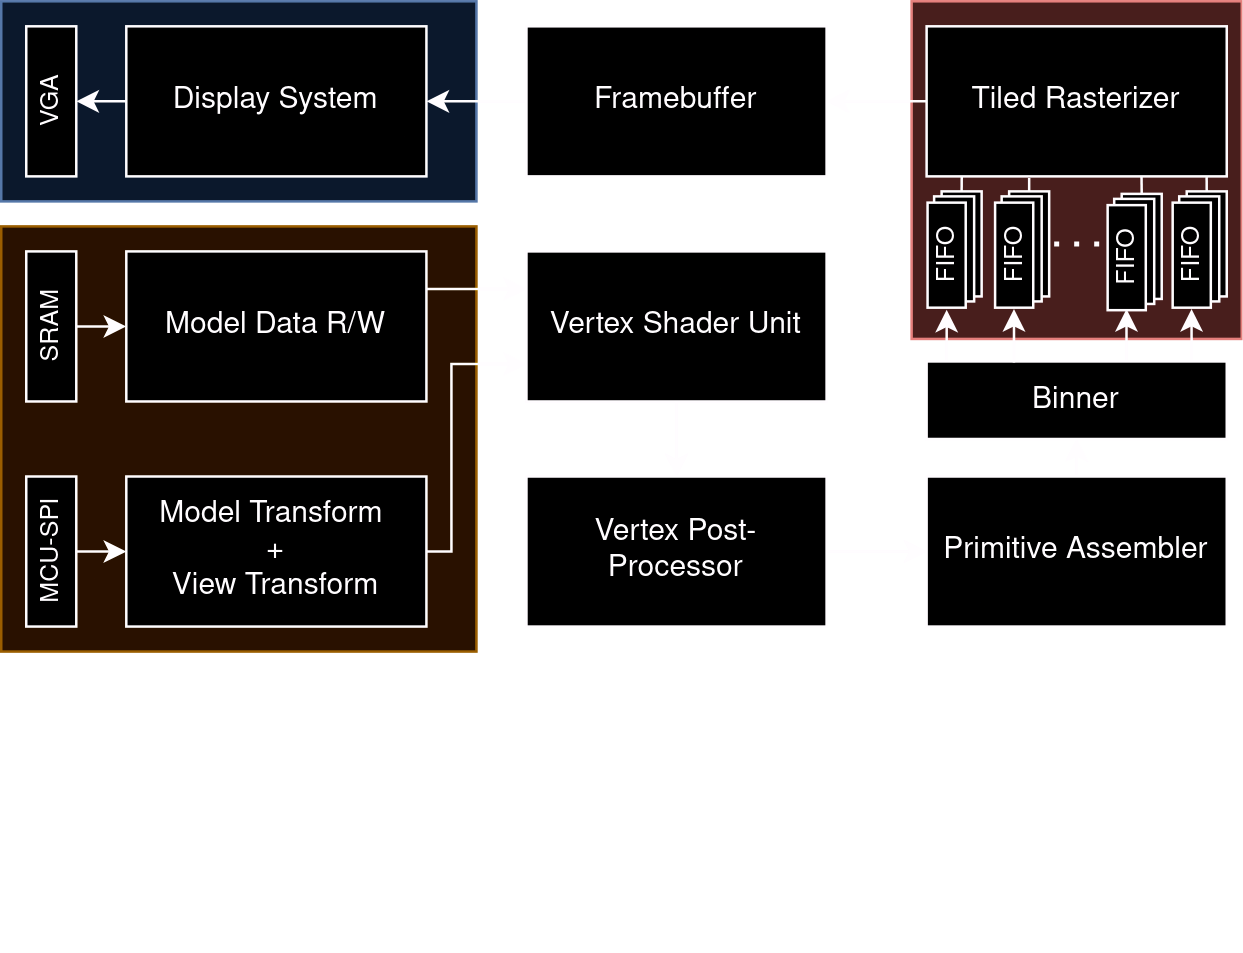 VGA
Display System
Framebuffer
Tiled Rasterizer
FIFO
FIFO
. . .
FIFO
FIFO
SRAM
Model Data R/W
Vertex Shader Unit
Binner
MCU-SPI
Model Transform
+
View Transform
Vertex Post-
Processor
Primitive Assembler